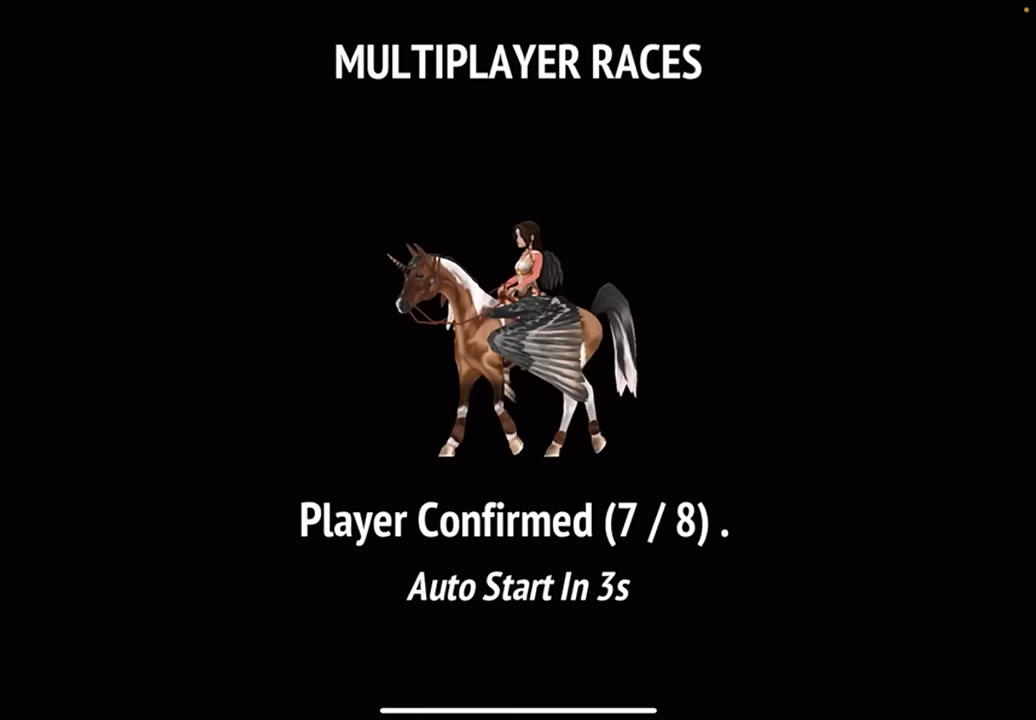 MULTIPLAYER RACES
Player Confirmed (7 / 8) .
Auto Start In 3s